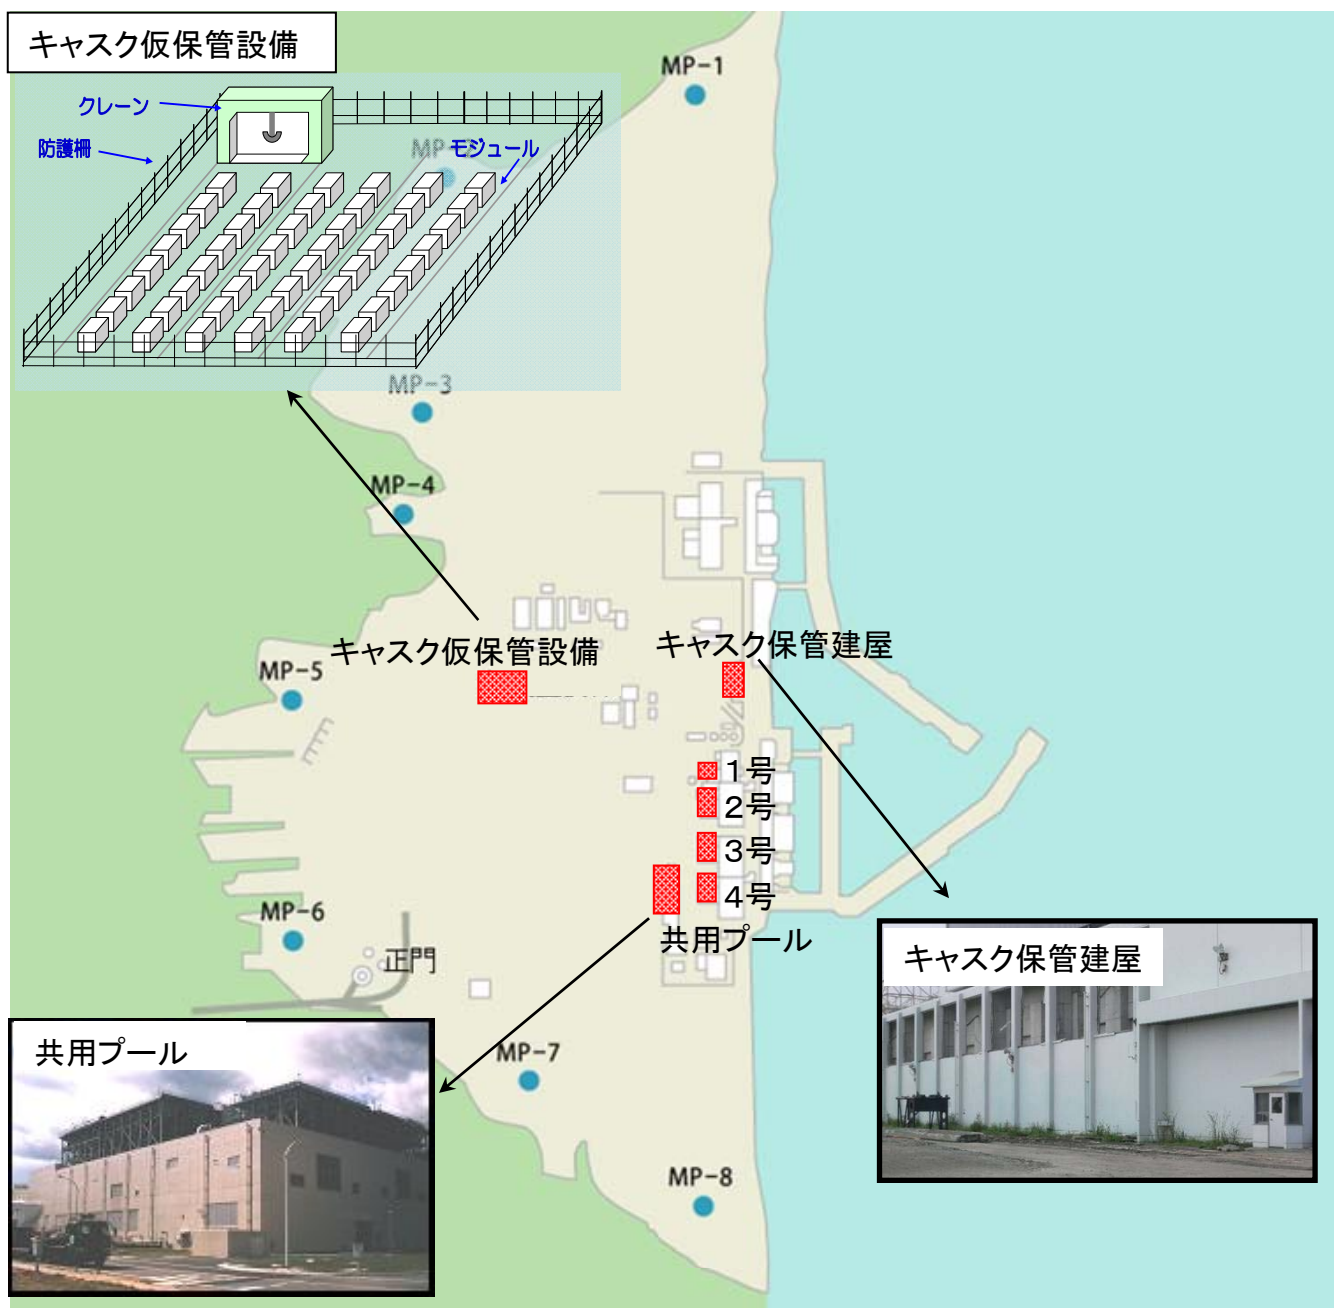 キャスク仮保管設備
MP-1
クレーン
防護柵
MP-2
モジュール
MP-3
MP-4
キャスク仮保管設備
キャスク保管建屋
MP-5
1号
2号
3号
4号
MP-6
共用プール
正門
キャスク保管建屋
共用プール
MP-7
MP-8